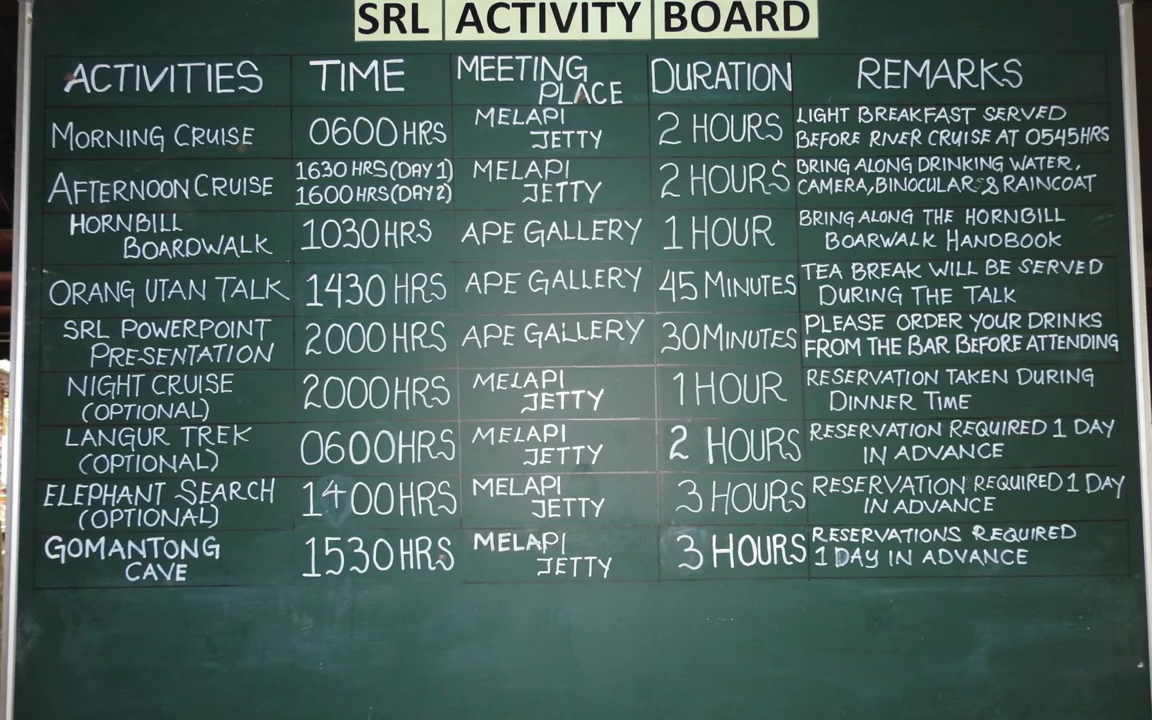 SRL ACTIVITY BOARD
ACTIVITIES TIME MEETING PLACE DURATION REMARKS
MORNING CRUISE 0600 HRS MELAPI JETTY 2 HOURS LIGHT BREAKFAST SERVED BEFORE RIVER CRUISE AT 0545HRS
AFTERNOON CRUISE 1630 HRS (DAY 1) 1600 HRS (DAY 2) MELAPI JETTY 2 HOURS BRING ALONG DRINKING WATER, CAMERA, BINOCULARS & RAINCOAT
HORNBILL BOARDWALK 1030 HRS APE GALLERY 1 HOUR BRING ALONG THE HORNBILL BOARWALK HANDBOOK
ORANG UTAN TALK 1430 HRS APE GALLERY 45 MINUTES TEA BREAK WILL BE SERVED DURING THE TALK
SRL POWERPOINT PRESENTATION 2000 HRS APE GALLERY 30 MINUTES PLEASE ORDER YOUR DRINKS FROM THE BAR BEFORE ATTENDING
NIGHT CRUISE (OPTIONAL) 2000 HRS MELAPI JETTY 1 HOUR RESERVATION TAKEN DURING DINNER TIME
LANGUR TREK (OPTIONAL) 0600 HRS MELAPI JETTY 2 HOURS RESERVATION REQUIRED 1 DAY IN ADVANCE
ELEPHANT SEARCH (OPTIONAL) 1400 HRS MELAPI JETTY 3 HOURS RESERVATION REQUIRED 1 DAY IN ADVANCE
GOMANTONG CAVE 1530 HRS MELAPI JETTY 3 HOURS RESERVATIONS REQUIRED 1 DAY IN ADVANCE